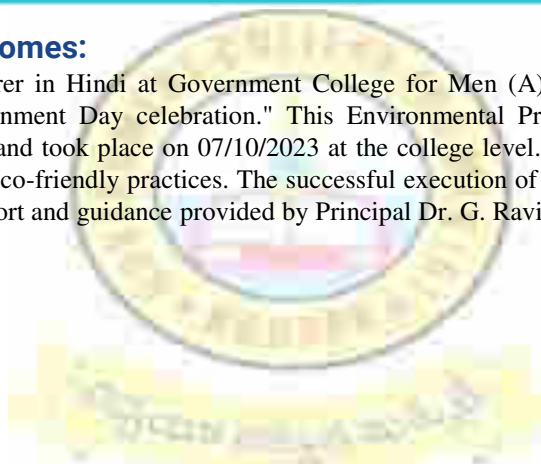 omes:
rer in Hindi at Government College for Men (A)
nment Day celebration." This Environmental Pr
and took place on 07/10/2023 at the college level.
co-friendly practices. The successful execution of
ort and guidance provided by Principal Dr. G. Ravi